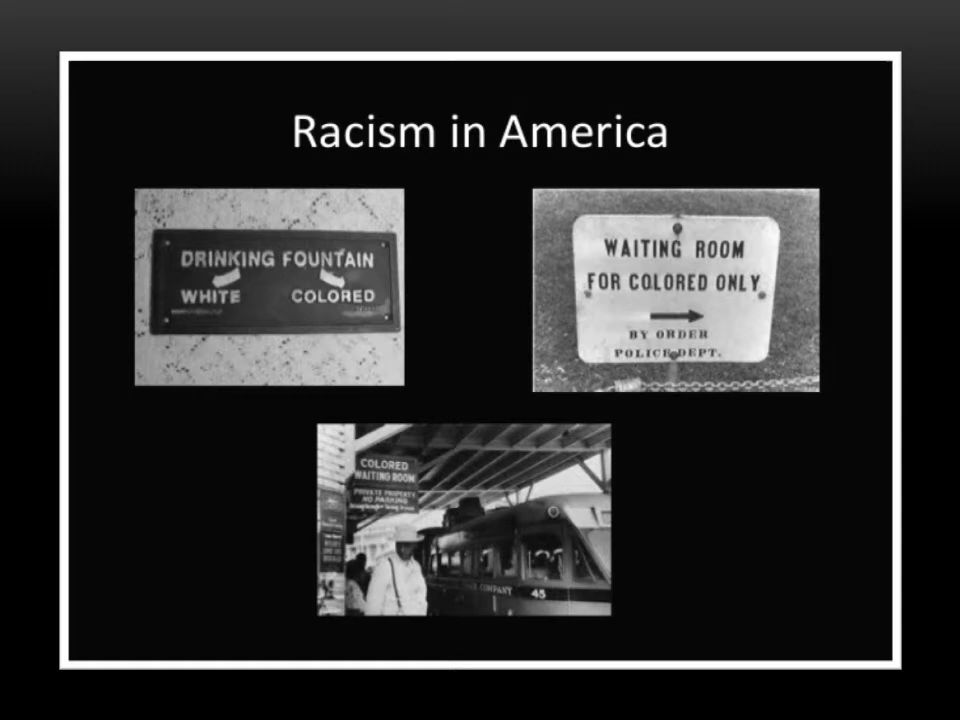 Racism in America
DRINKING FOUNTAIN
WHITE COLORED
WAITING ROOM
FOR COLORED ONLY
BY ORDER
POLICE DEPT.
COLORED
WAITING ROOM
PRIVATE PROPERTY
NO PARKING
COMPANY
45